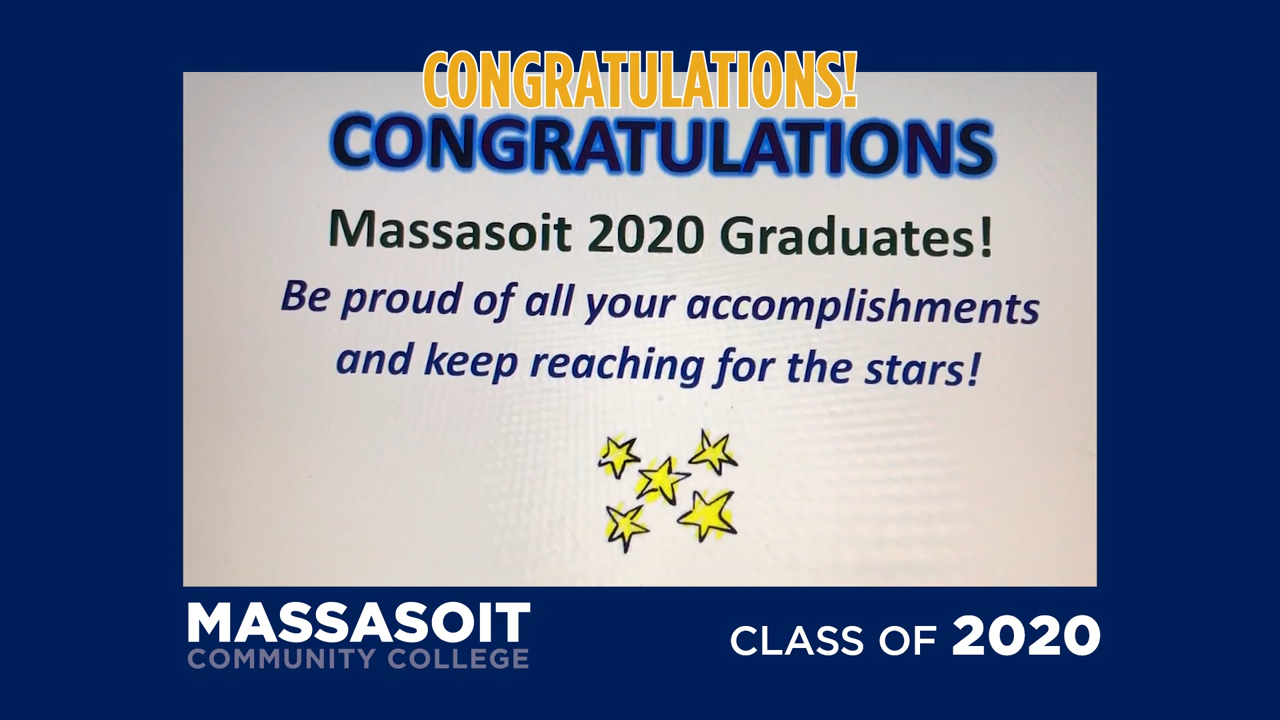 CONGRATULATIONS!
CONGRATULATIONS
Massasoit 2020 Graduates!
Be proud of all your accomplishments
and keep reaching for the stars!
MASSASOIT
COMMUNITY COLLEGE
CLASS OF 2020